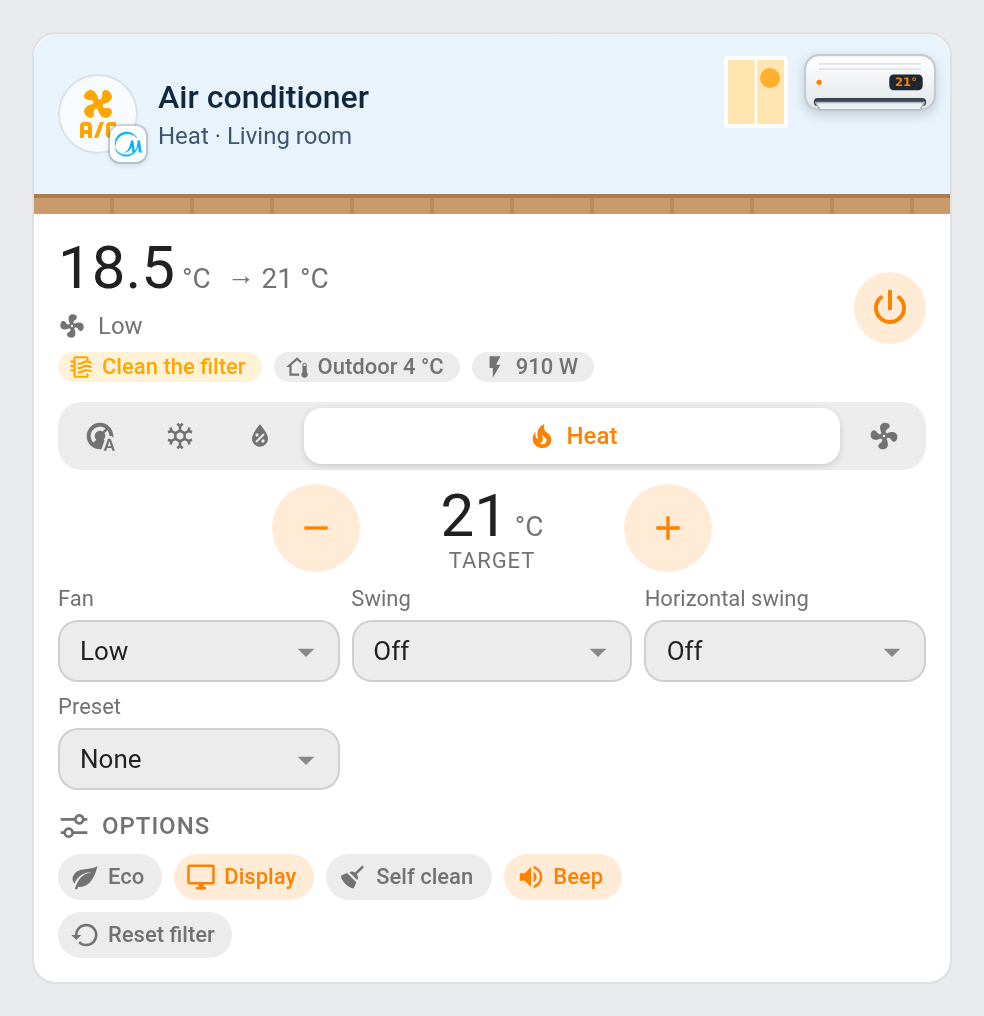 Air conditioner
A/C
Heat · Living room
21°
18.5 °C → 21 °C
Low
Clean the filter
Outdoor 4 °C
910 W
A
Heat
21 °C
TARGET
Fan
Swing
Horizontal swing
Low
Off
Off
Preset
None
OPTIONS
Eco
Display
Self clean
Beep
Reset filter